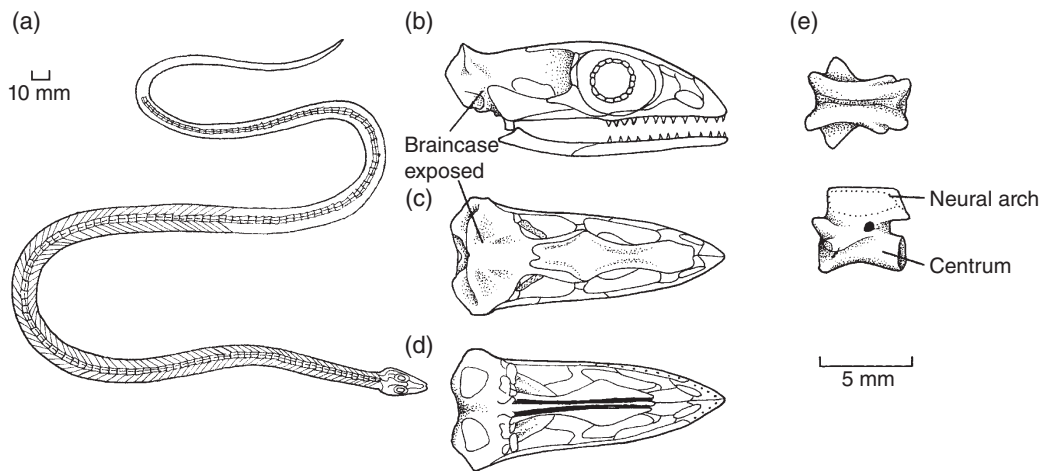 (a)
10 mm
(b)
Braincase
exposed
(c)
(d)
(e)
Neural arch
Centrum
5 mm